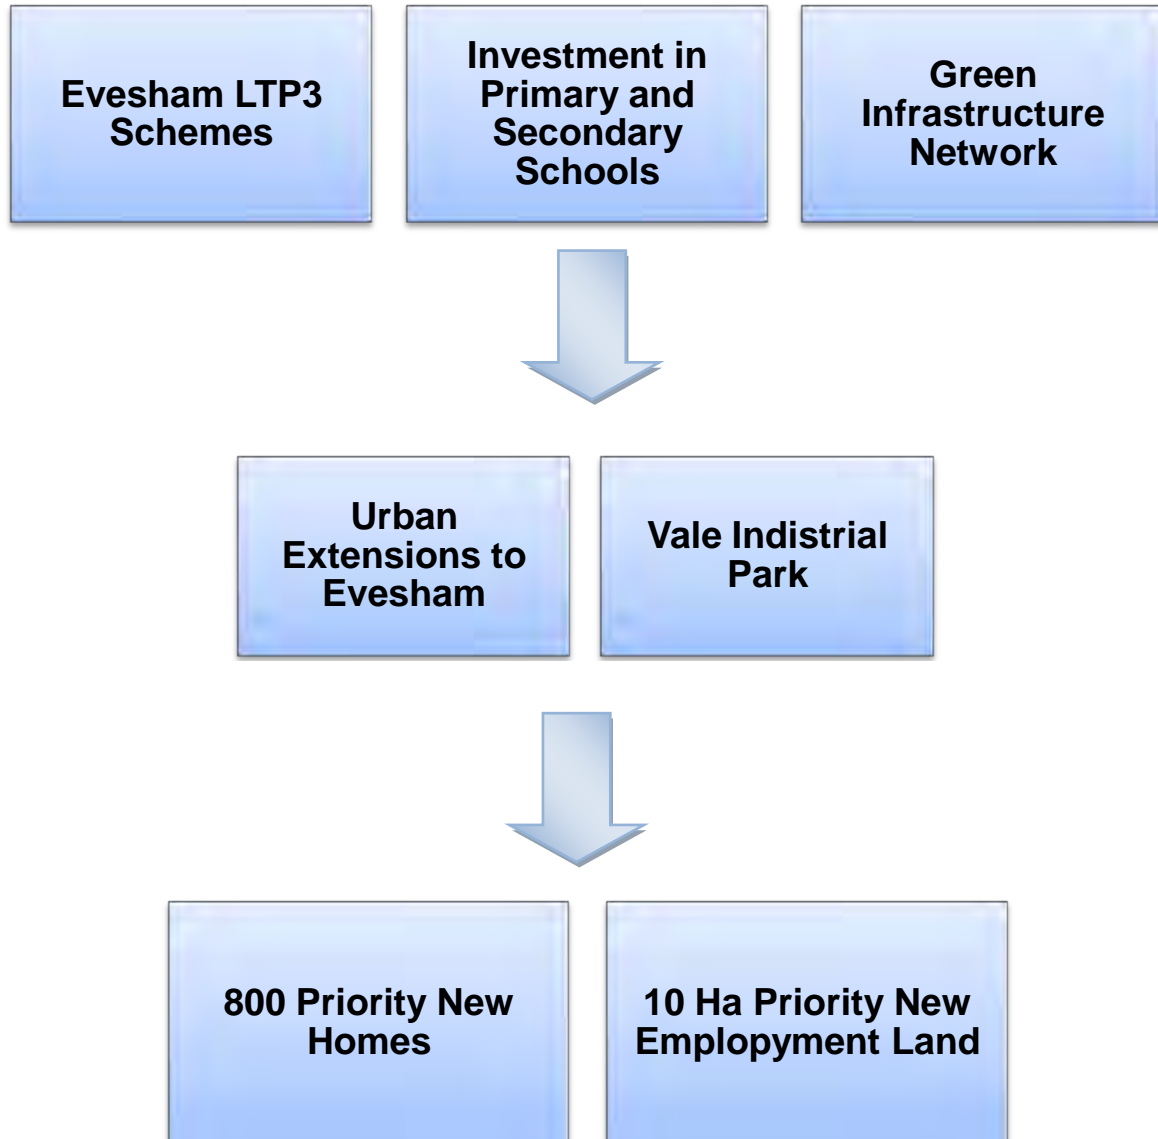 Evesham LTP3
Schemes
Investment in
Primary and
Secondary
Schools
Green
Infrastructure
Network
Urban
Extensions to
Evesham
Vale Indistrial
Park
800 Priority New
Homes
10 Ha Priority New
Emplopyment Land